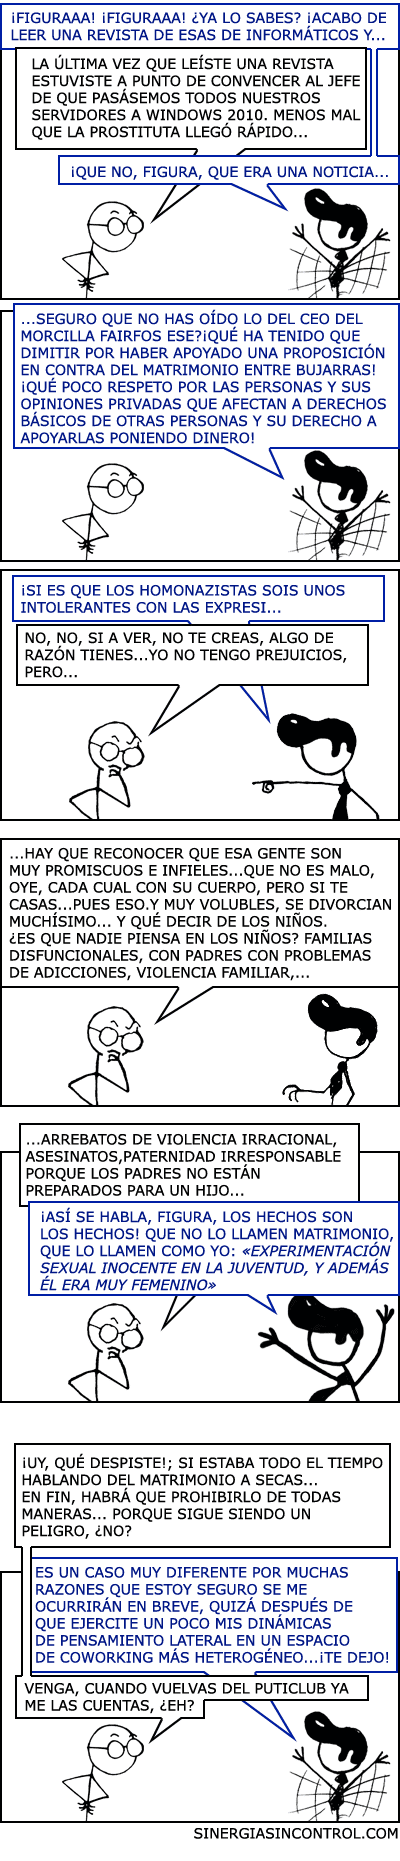 ¡FIGURAAA! ¡FIGURAAA! ¿YA LO SABES? ¡ACABO DE
LEER UNA REVISTA DE ESAS DE INFORMÁTICOS Y...
LA ÚLTIMA VEZ QUE LEÍSTE UNA REVISTA
ESTUVISTE A PUNTO DE CONVENCER AL JEFE
DE QUE PASÁSEMOS TODOS NUESTROS
SERVIDORES A WINDOWS 2010. MENOS MAL
QUE LA PROSTITUTA LLEGÓ RÁPIDO...
¡QUE NO, FIGURA, QUE ERA UNA NOTICIA...
...SEGURO QUE NO HAS OÍDO LO DEL CEO DEL
MORCILLA FAIRFOS ESE?¡QUÉ HA TENIDO QUE
DIMITIR POR HABER APOYADO UNA PROPOSICIÓN
EN CONTRA DEL MATRIMONIO ENTRE BUJARRAS!
¡QUÉ POCO RESPETO POR LAS PERSONAS Y SUS
OPINIONES PRIVADAS QUE AFECTAN A DERECHOS
BÁSICOS DE OTRAS PERSONAS Y SU DERECHO A
APOYARLAS PONIENDO DINERO!
¡SI ES QUE LOS HOMONAZISTAS SOIS UNOS
INTOLERANTES CON LAS EXPRESI...
NO, NO, SI A VER, NO TE CREAS, ALGO DE
RAZÓN TIENES...YO NO TENGO PREJUICIOS,
PERO...
...HAY QUE RECONOCER QUE ESA GENTE SON
MUY PROMISCUOS E INFIELES...QUE NO ES MALO,
OYE, CADA CUAL CON SU CUERPO, PERO SI TE
CASAS...PUES ESO.Y MUY VOLUBLES, SE DIVORCIAN
MUCHÍSIMO... Y QUÉ DECIR DE LOS NIÑOS.
¿ES QUE NADIE PIENSA EN LOS NIÑOS? FAMILIAS
DISFUNCIONALES, CON PADRES CON PROBLEMAS
DE ADICCIONES, VIOLENCIA FAMILIAR,...
...ARREBATOS DE VIOLENCIA IRRACIONAL,
ASESINATOS,PATERNIDAD IRRESPONSABLE
PORQUE LOS PADRES NO ESTÁN
PREPARADOS PARA UN HIJO...
¡ASÍ SE HABLA, FIGURA, LOS HECHOS SON
LOS HECHOS! QUE NO LO LLAMEN MATRIMONIO,
QUE LO LLAMEN COMO YO: «EXPERIMENTACIÓN
SEXUAL INOCENTE EN LA JUVENTUD, Y ADEMÁS
ÉL ERA MUY FEMENINO»
¡UY, QUÉ DESPISTE!; SI ESTABA TODO EL TIEMPO
HABLANDO DEL MATRIMONIO A SECAS...
EN FIN, HABRÁ QUE PROHIBIRLO DE TODAS
MANERAS... PORQUE SIGUE SIENDO UN
PELIGRO, ¿NO?
ES UN CASO MUY DIFERENTE POR MUCHAS
RAZONES QUE ESTOY SEGURO SE ME
OCURRIRÁN EN BREVE, QUIZÁ DESPUÉS DE
QUE EJERCITE UN POCO MIS DINÁMICAS
DE PENSAMIENTO LATERAL EN UN ESPACIO
DE COWORKING MÁS HETEROGÉNEO...¡TE DEJO!
VENGA, CUANDO VUELVAS DEL PUTICLUB YA
ME LAS CUENTAS, ¿EH?
SINERGIASINCONTROL.COM